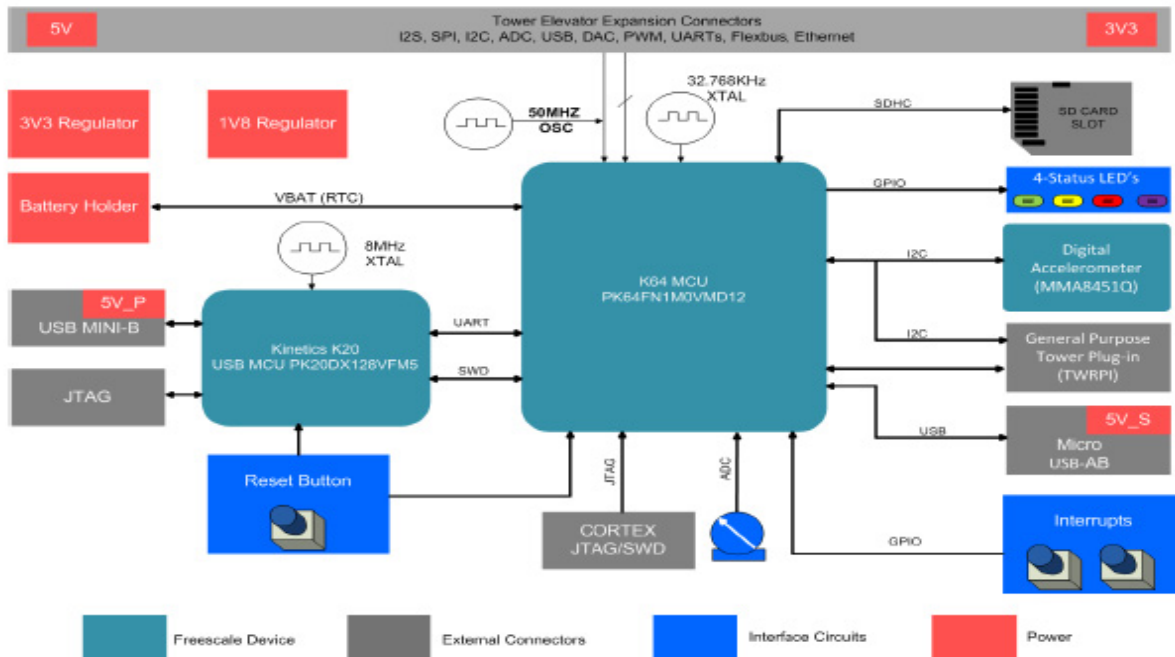 5V
Tower Elevator Expansion Connectors
I2S, SPI, I2C, ADC, USB, DAC, PWM, UARTs, Flexbus, Ethernet
3V3
3V3 Regulator
1V8 Regulator
50MHZ
OSC
32.768KHz
XTAL
SDHC
SD CARD
SLOT
Battery Holder
VBAT (RTC)
GPIO
4-Status LED's
8MHz
XTAL
K64 MCU
PK64FN1M0VMD12
I2C
Digital
Accelerometer
(MMA8451Q)
5V_P
USB MINI-B
Kinetics K20
USB MCU PK20DX128VFM5
UART
SWD
I2C
General Purpose
Tower Plug-in
(TWRPI)
JTAG
USB
5V_S
Micro
USB-AB
Reset Button
JTAG
ADC
CORTEX
JTAG/SWD
GPIO
Interrupts
Freescale Device
External Connectors
Interface Circuits
Power